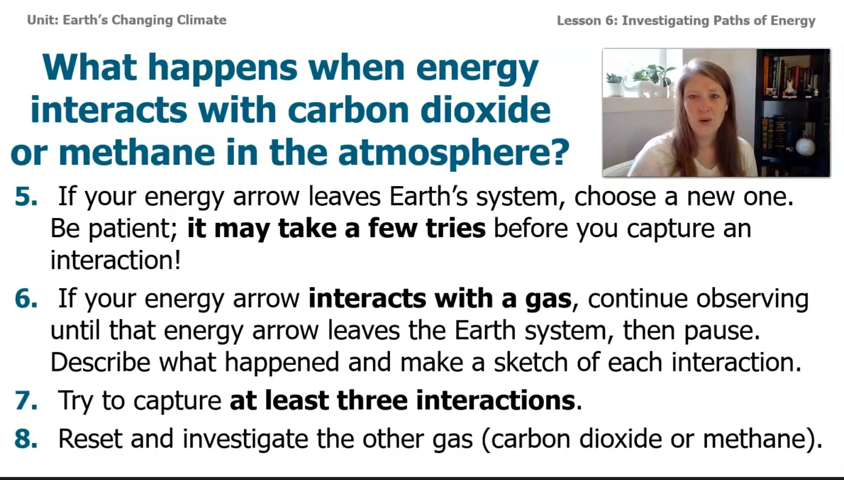 Unit: Earth's Changing Climate
Lesson 6: Investigating Paths of Energy
What happens when energy
interacts with carbon dioxide
or methane in the atmosphere?
5. If your energy arrow leaves Earth's system, choose a new one.
Be patient; it may take a few tries before you capture an
interaction!
6. If your energy arrow interacts with a gas, continue observing
until that energy arrow leaves the Earth system, then pause.
Describe what happened and make a sketch of each interaction.
7. Try to capture at least three interactions.
8. Reset and investigate the other gas (carbon dioxide or methane).